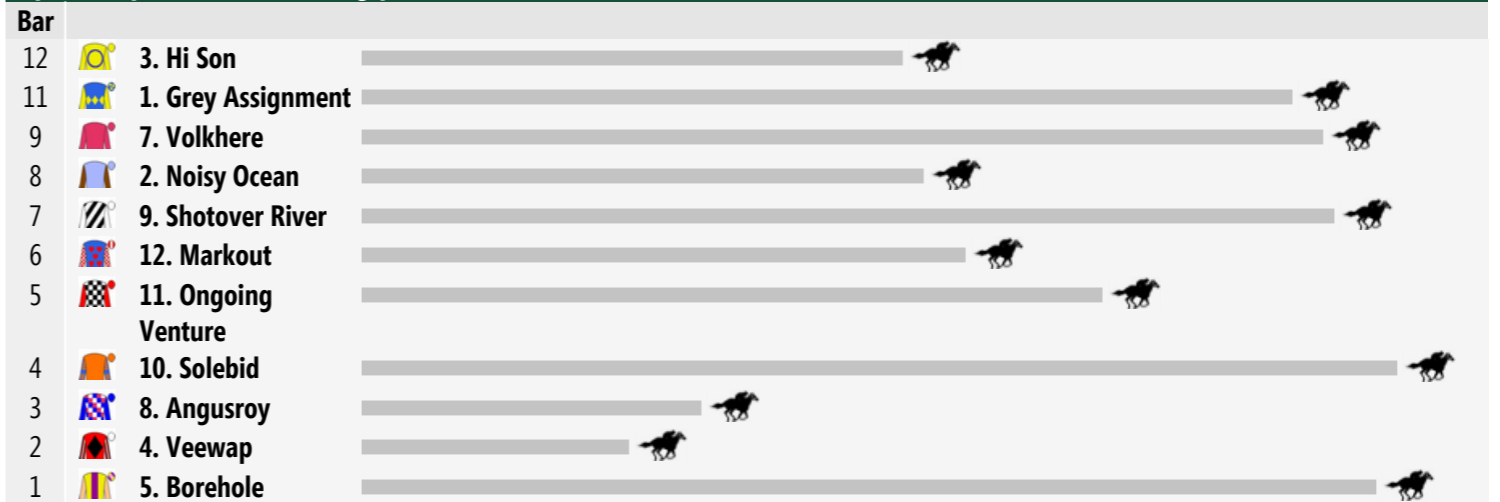 Bar
12 3. Hi Son
11 1. Grey Assignment
9 7. Volkhere
8 2. Noisy Ocean
7 9. Shotover River
6 12. Markout
5 11. Ongoing
Venture
4 10. Solebid
3 8. Angusroy
2 4. Veewap
1 5. Borehole